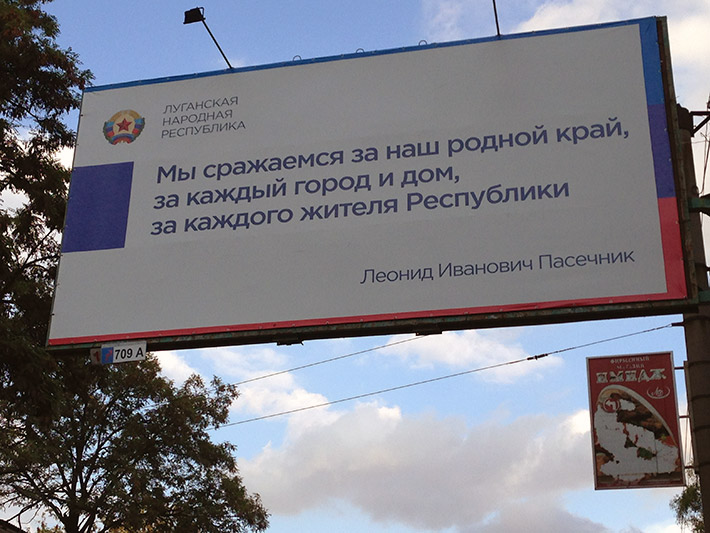 ЛУГАНСКАЯ
НАРОДНАЯ
РЕСПУБЛИКА
Мы сражаемся за наш родной край,
за каждый город и дом,
за каждого жителя Республики
Леонид Иванович Пасечник
709 А